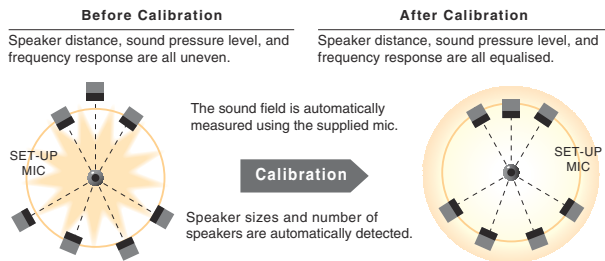 Before Calibration
Speaker distance, sound pressure level, and
frequency response are all uneven.
SET-UP
MIC
The sound field is automatically
measured using the supplied mic.
Calibration
Speaker sizes and number of
speakers are automatically detected.
After Calibration
Speaker distance, sound pressure level, and
frequency response are all equalised.
SET-UP
MIC